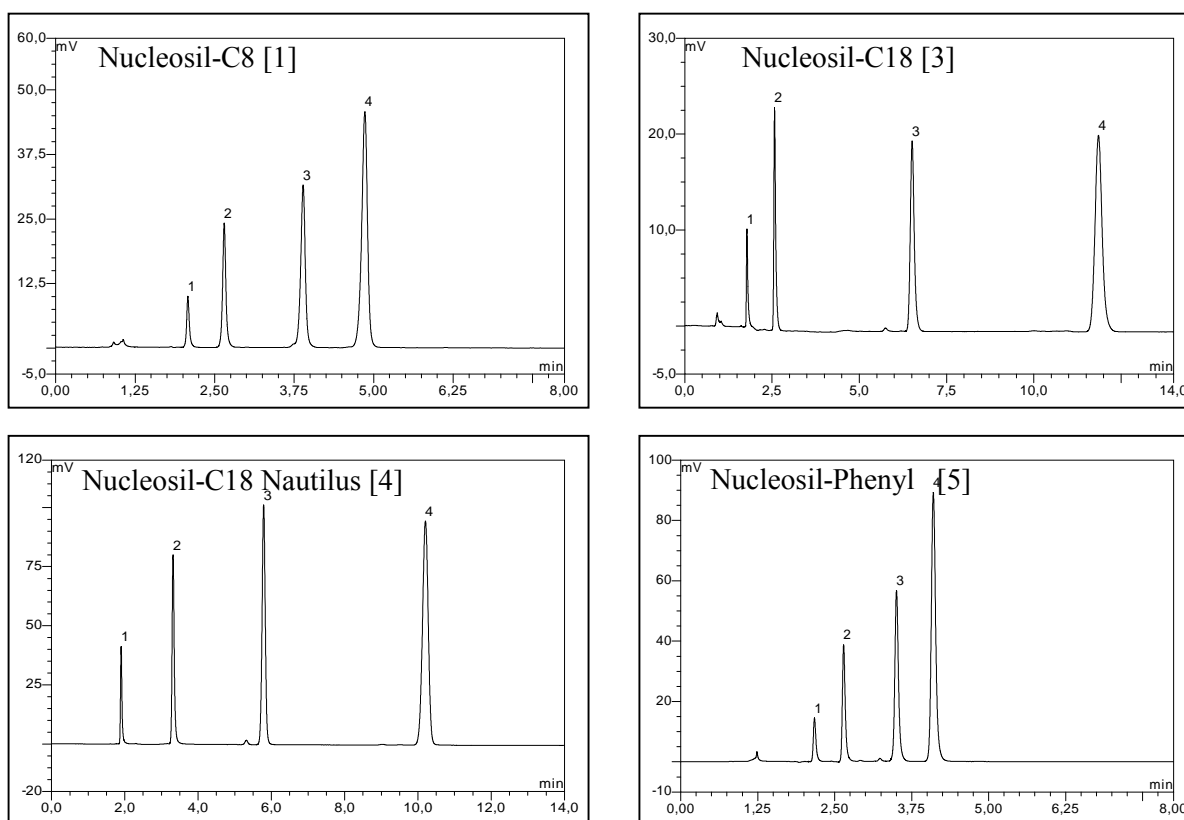 60,0
mV
Nucleosil-C8 [1]
50,0
37,5
25,0
12,5
-5,0
1
2
3
4
min
0,00 1,25 2,50 3,75 5,00 6,25 8,00
30,0
mV
Nucleosil-C18 [3]
20,0
10,0
-5,0
1
2
3
4
min
0,0 2,5 5,0 7,5 10,0 14,0
120
mV
Nucleosil-C18 Nautilus [4]
75
50
25
-20
1
2
3
4
min
0,0 2,0 4,0 6,0 8,0 10,0 14,0
100
mV
Nucleosil-Phenyl [5]
80
60
40
20
-10
1
2
3
4
min
0,00 1,25 2,50 3,75 5,00 6,25 8,00